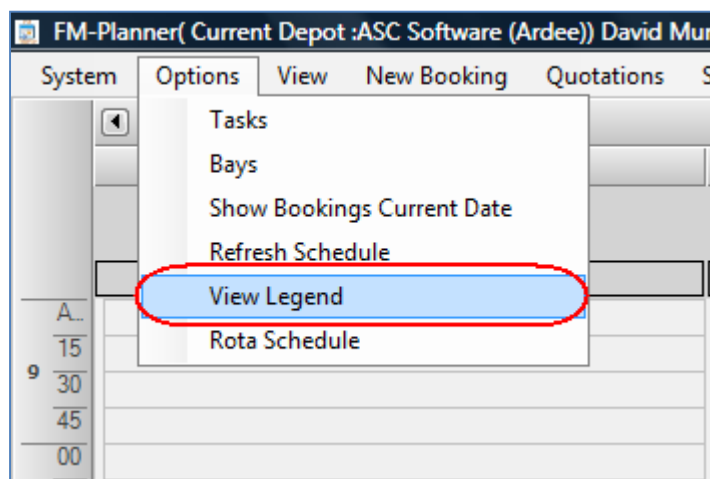 FM-Planner( Current Depot :ASC Software (Ardee)) David Mur
System Options View New Booking Quotations S
Tasks
Bays
Show Bookings Current Date
Refresh Schedule
View Legend
Rota Schedule
A...
15
9 30
45
00